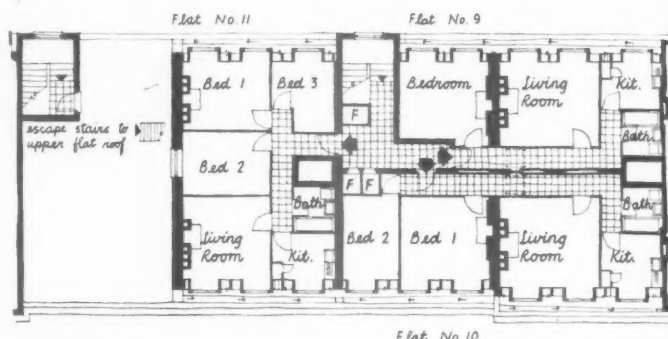 Flat No. 11
Flat No. 9
Bed 1
Bed 3
Bedroom
Living
Room
Kit.
F
escape stairs to
upper flat roof
Bath
Bed 2
F F
Bath
Bath
Living
Room
Kit.
Bed 2
Bed 1
Living
Room
Kit.
Flat No. 10